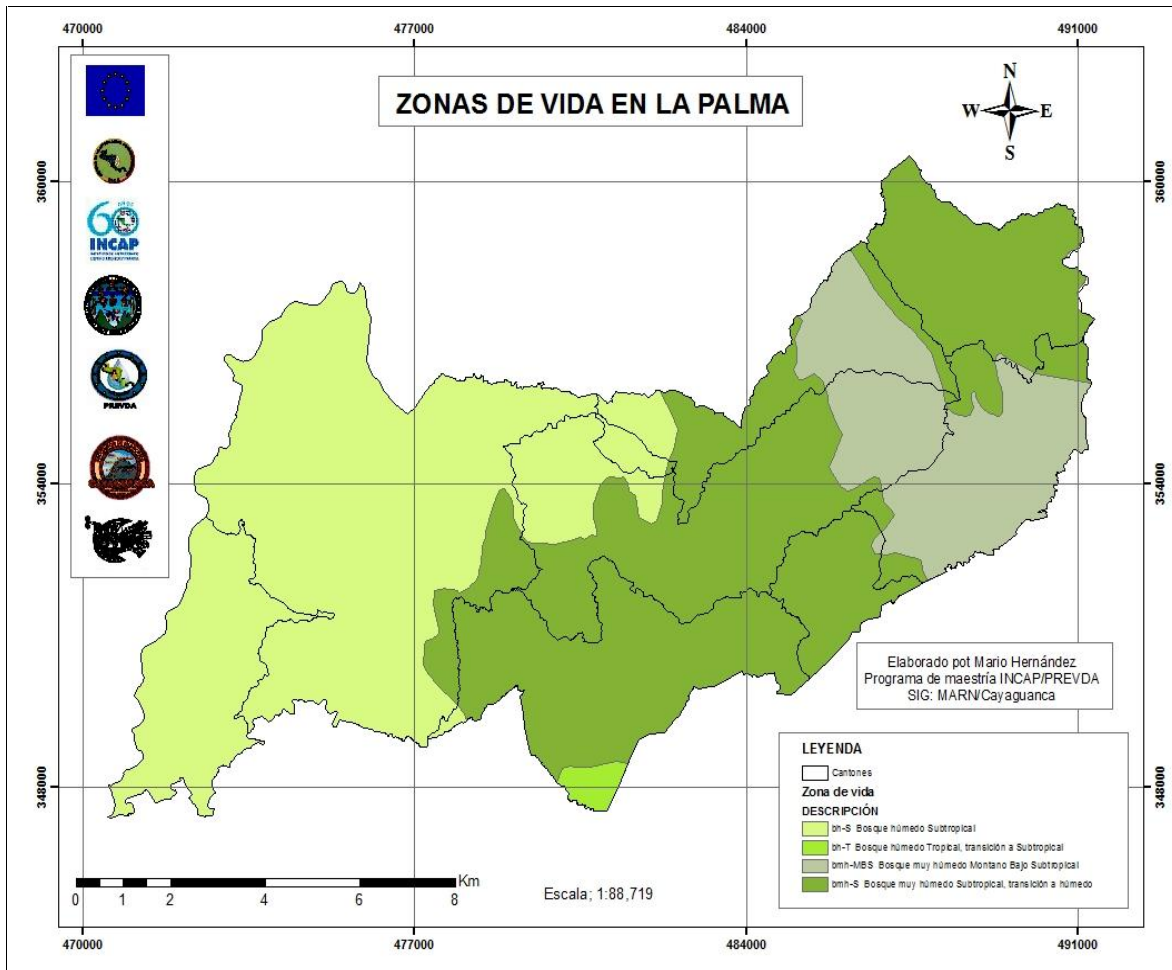 470000 477000 484000 491000
ZONAS DE VIDA EN LA PALMA
N
W E
S
360000 360000
60
INCAP
PREVDA
354000 354000
Elaborado pot Mario Hernández
Programa de maestría INCAP/PREVDA
SIG: MARN/Cayaguanca
LEYENDA
Cantones
Zona de vida
DESCRIPCIÓN
bh-S Bosque húmedo Subtropical
bh-T Bosque húmedo Tropical, transición a Subtropical
bmh-MBS Bosque muy húmedo Montano Bajo Subtropical
bmh-S Bosque muy húmedo Subtropical, transición a húmedo
348000 348000
Km
0 1 2 4 6 8
Escala; 1:88,719
470000 477000 484000 491000